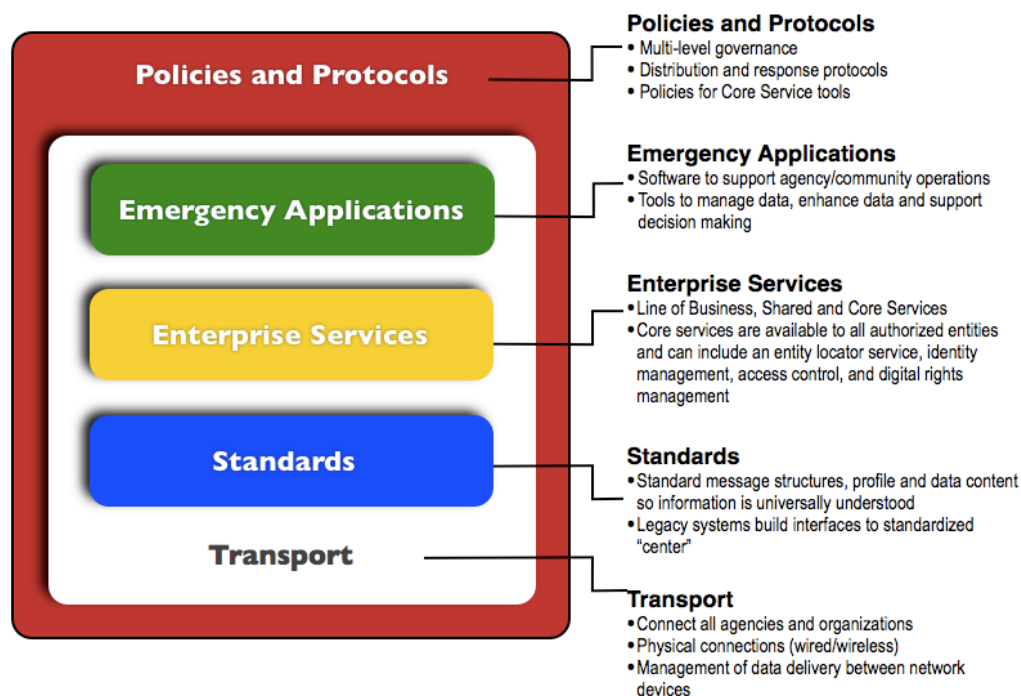 Policies and Protocols
Emergency Applications
Enterprise Services
Standards
Transport
Policies and Protocols
• Multi-level governance
• Distribution and response protocols
• Policies for Core Service tools
Emergency Applications
• Software to support agency/community operations
• Tools to manage data, enhance data and support
decision making
Enterprise Services
• Line of Business, Shared and Core Services
• Core services are available to all authorized entities
and can include an entity locator service, identity
management, access control, and digital rights
management
Standards
• Standard message structures, profile and data content
so information is universally understood
• Legacy systems build interfaces to standardized
“center”
Transport
• Connect all agencies and organizations
• Physical connections (wired/wireless)
• Management of data delivery between network
devices